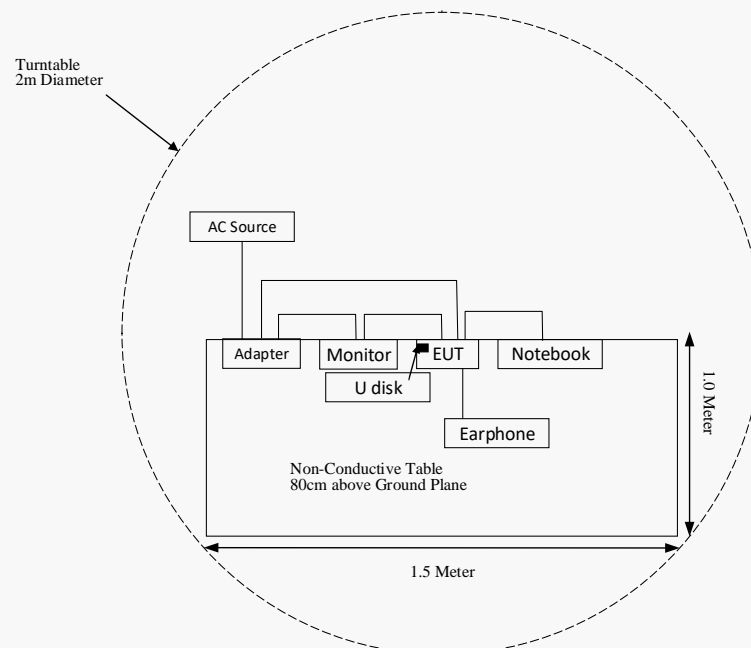 Turntable
2m Diameter
AC Source
Adapter
Monitor
EUT
Notebook
U disk
Earphone
Non-Conductive Table
80cm above Ground Plane
1.0 Meter
1.5 Meter